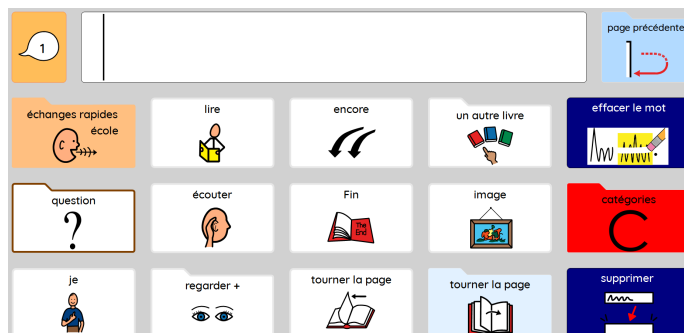 1
page précédente
échanges rapides
école
lire
encore
un autre livre
effacer le mot
question
?
écouter
Fin
The
End
image
catégories
C
je
regarder +
tourner la page
tourner la page
supprimer